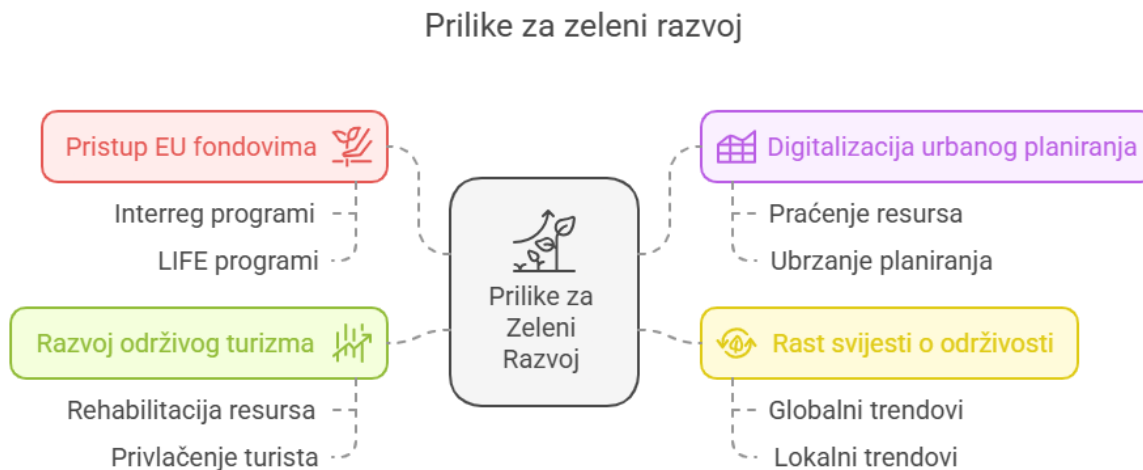 Prilike za zeleni razvoj
Pristup EU fondovima
Interreg programi
LIFE programi
Razvoj održivog turizma
Rehabilitacija resursa
Privlačenje turista
Prilike za
Zeleni
Razvoj
Digitalizacija urbanog planiranja
Praćenje resursa
Ubrzanje planiranja
Rast svijesti o održivosti
Globalni trendovi
Lokalni trendovi